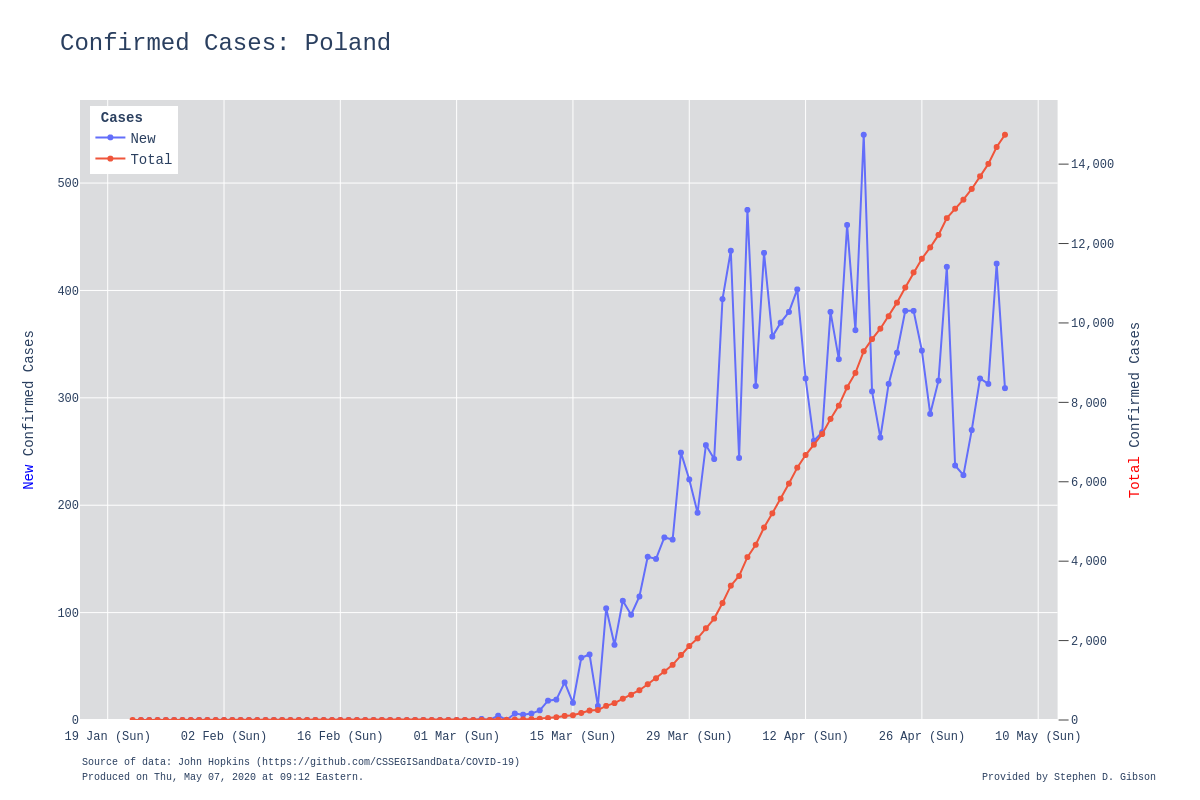 Confirmed Cases: Poland
Cases
New
Total
New Confirmed Cases
500
400
300
200
100
0
14,000
12,000
10,000
8,000
6,000
4,000
2,000
0
Total Confirmed Cases
19 Jan (Sun) 02 Feb (Sun) 16 Feb (Sun) 01 Mar (Sun) 15 Mar (Sun) 29 Mar (Sun) 12 Apr (Sun) 26 Apr (Sun) 10 May (Sun)
Source of data: John Hopkins (https://github.com/CSSEGISandData/COVID-19)
Produced on Thu, May 07, 2020 at 09:12 Eastern.
Provided by Stephen D. Gibson